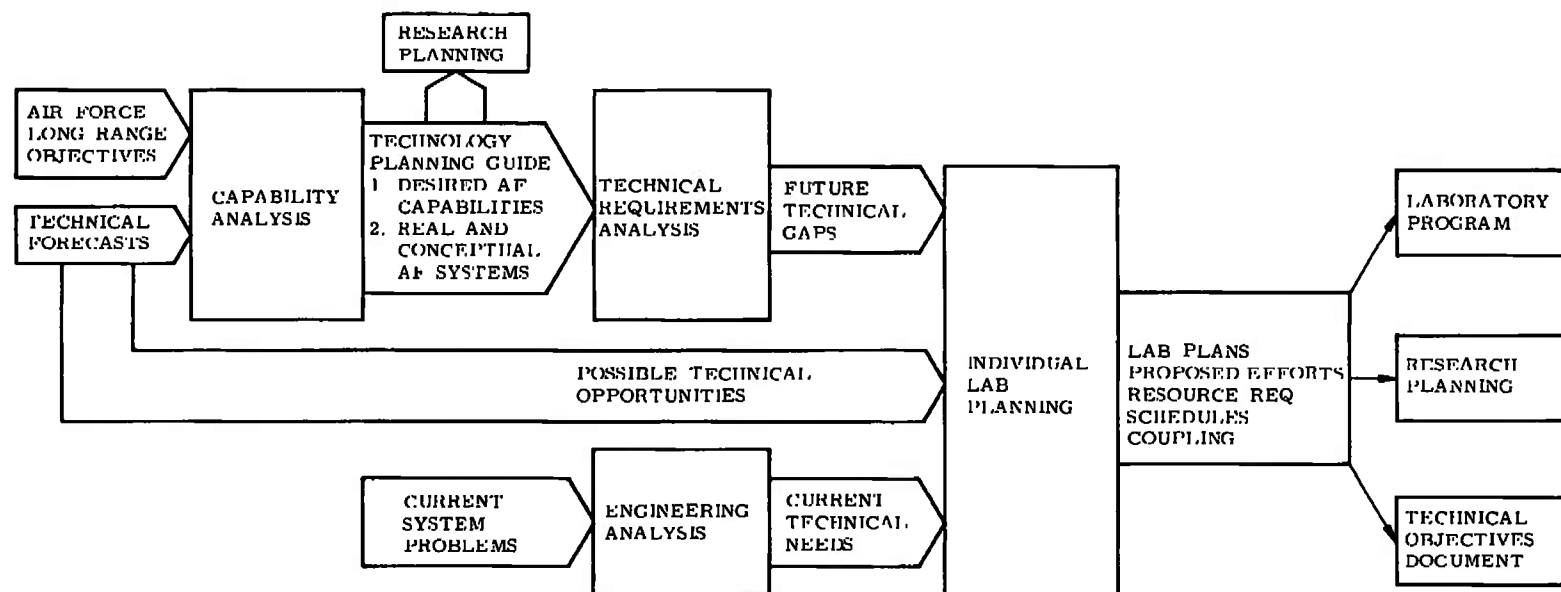 RESEARCH
PLANNING
AIR FORCE
LONG RANGE
OBJECTIVES
TECHNICAL
FORECASTS
CAPABILITY
ANALYSIS
TECHNOLOGY
PLANNING GUIDE
1. DESIRED AF
CAPABILITIES
2. REAL AND
CONCEPTUAL
AF SYSTEMS
TECHNICAL
REQUIREMENTS
ANALYSIS
FUTURE
TECHNICAL
GAPS
POSSIBLE TECHNICAL
OPPORTUNITIES
CURRENT
SYSTEM
PROBLEMS
ENGINEERING
ANALYSIS
CURRENT
TECHNICAL
NEEDS
INDIVIDUAL
LAB
PLANNING
LAB PLANS
PROPOSED EFFORTS
RESOURCE REQ
SCHEDULES
COUPLING
LABORATORY
PROGRAM
RESEARCH
PLANNING
TECHNICAL
OBJECTIVES
DOCUMENT